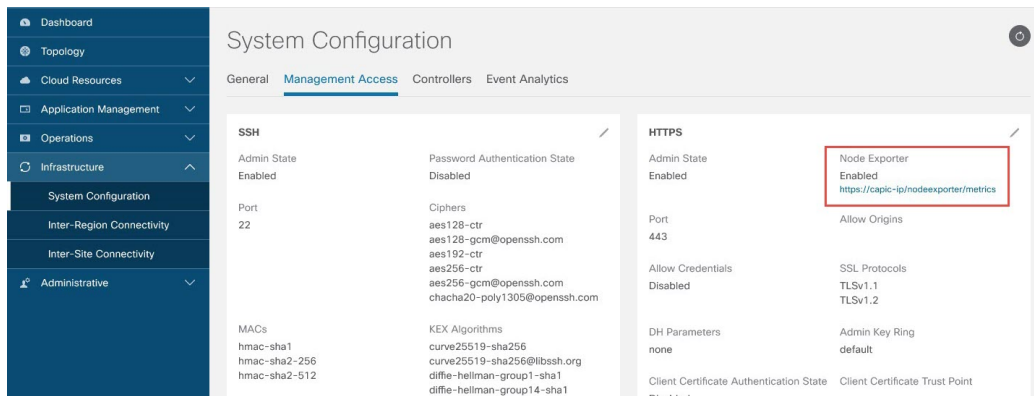 Dashboard
Topology
Cloud Resources
Application Management
Operations
Infrastructure
System Configuration
Inter-Region Connectivity
Inter-Site Connectivity
Administrative
System Configuration
General Management Access Controllers Event Analytics
SSH
Admin State
Enabled
Password Authentication State
Disabled
Port
22
Ciphers
aes128-ctr
aes128-gcm@openssh.com
aes192-ctr
aes256-ctr
aes256-gcm@openssh.com
chacha20-poly1305@openssh.com
MACs
hmac-sha1
hmac-sha2-256
hmac-sha2-512
KEX Algorithms
curve25519-sha256
curve25519-sha256@libssh.org
diffie-hellman-group1-sha1
diffie-hellman-group14-sha1
HTTPS
Admin State
Enabled
Node Exporter
Enabled
https://capic-ip/nodeexporter/metrics
Port
443
Allow Origins
Allow Credentials
Disabled
SSL Protocols
TLSv1.1
TLSv1.2
DH Parameters
none
Admin Key Ring
default
Client Certificate Authentication State
Client Certificate Trust Point